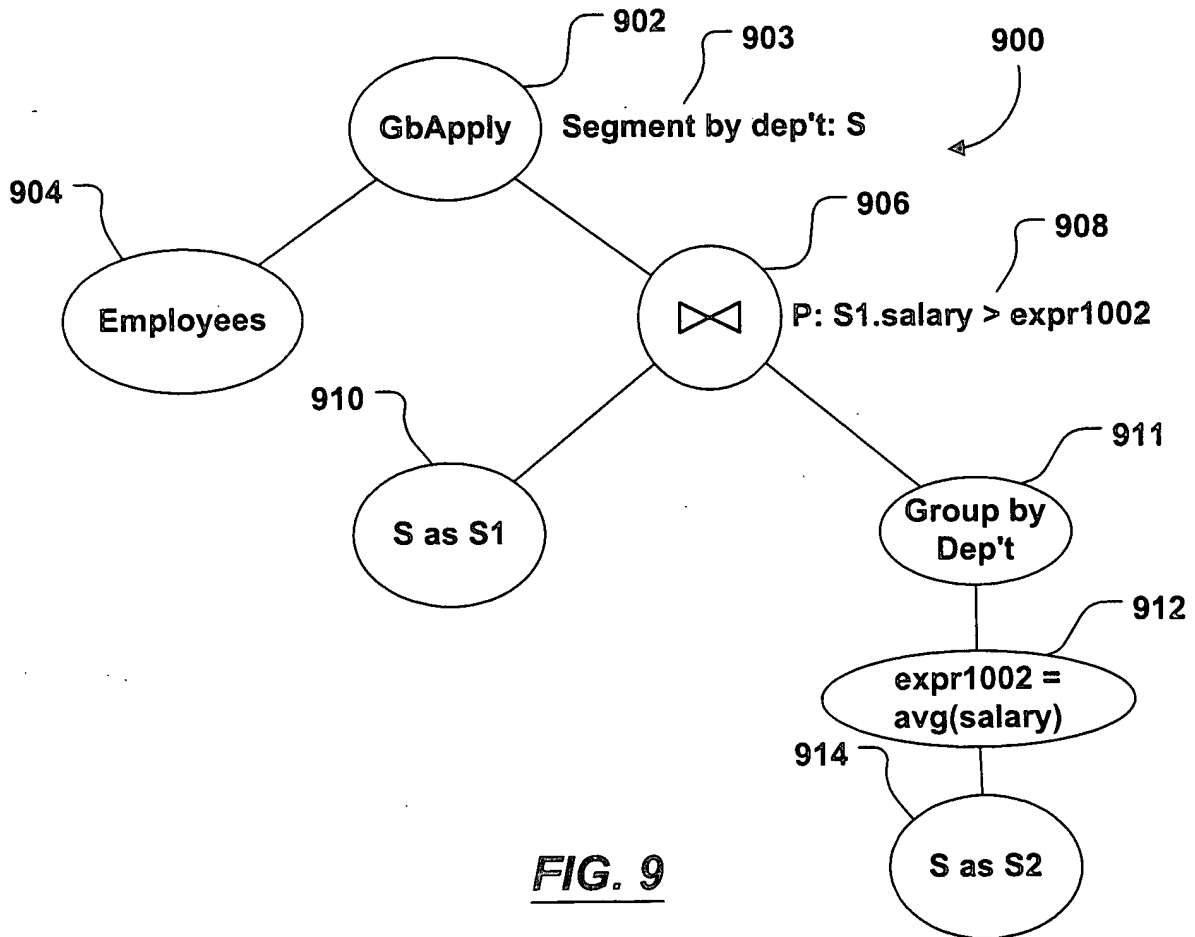 902
903
900
GbApply
Segment by dep't: S
904
906
908
Employees
P: S1.salary > expr1002
910
911
S as S1
Group by
Dep't
912
expr1002 =
avg(salary)
914
S as S2
FIG. 9